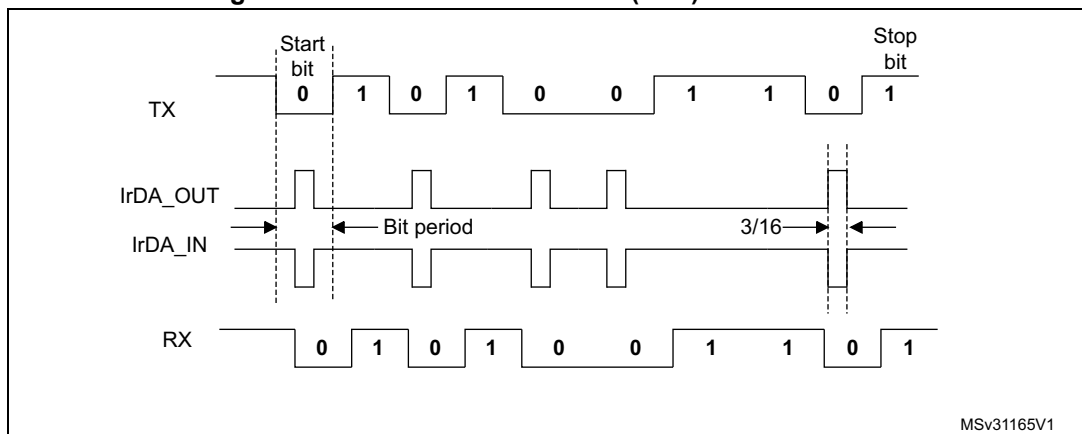 Start
bit
Stop
bit
TX
0 1 0 1 0 0 1 1 0 1
IrDA_OUT
Bit period
3/16
IrDA_IN
RX
0 1 0 1 0 0 1 1 0 1
MSv31165V1